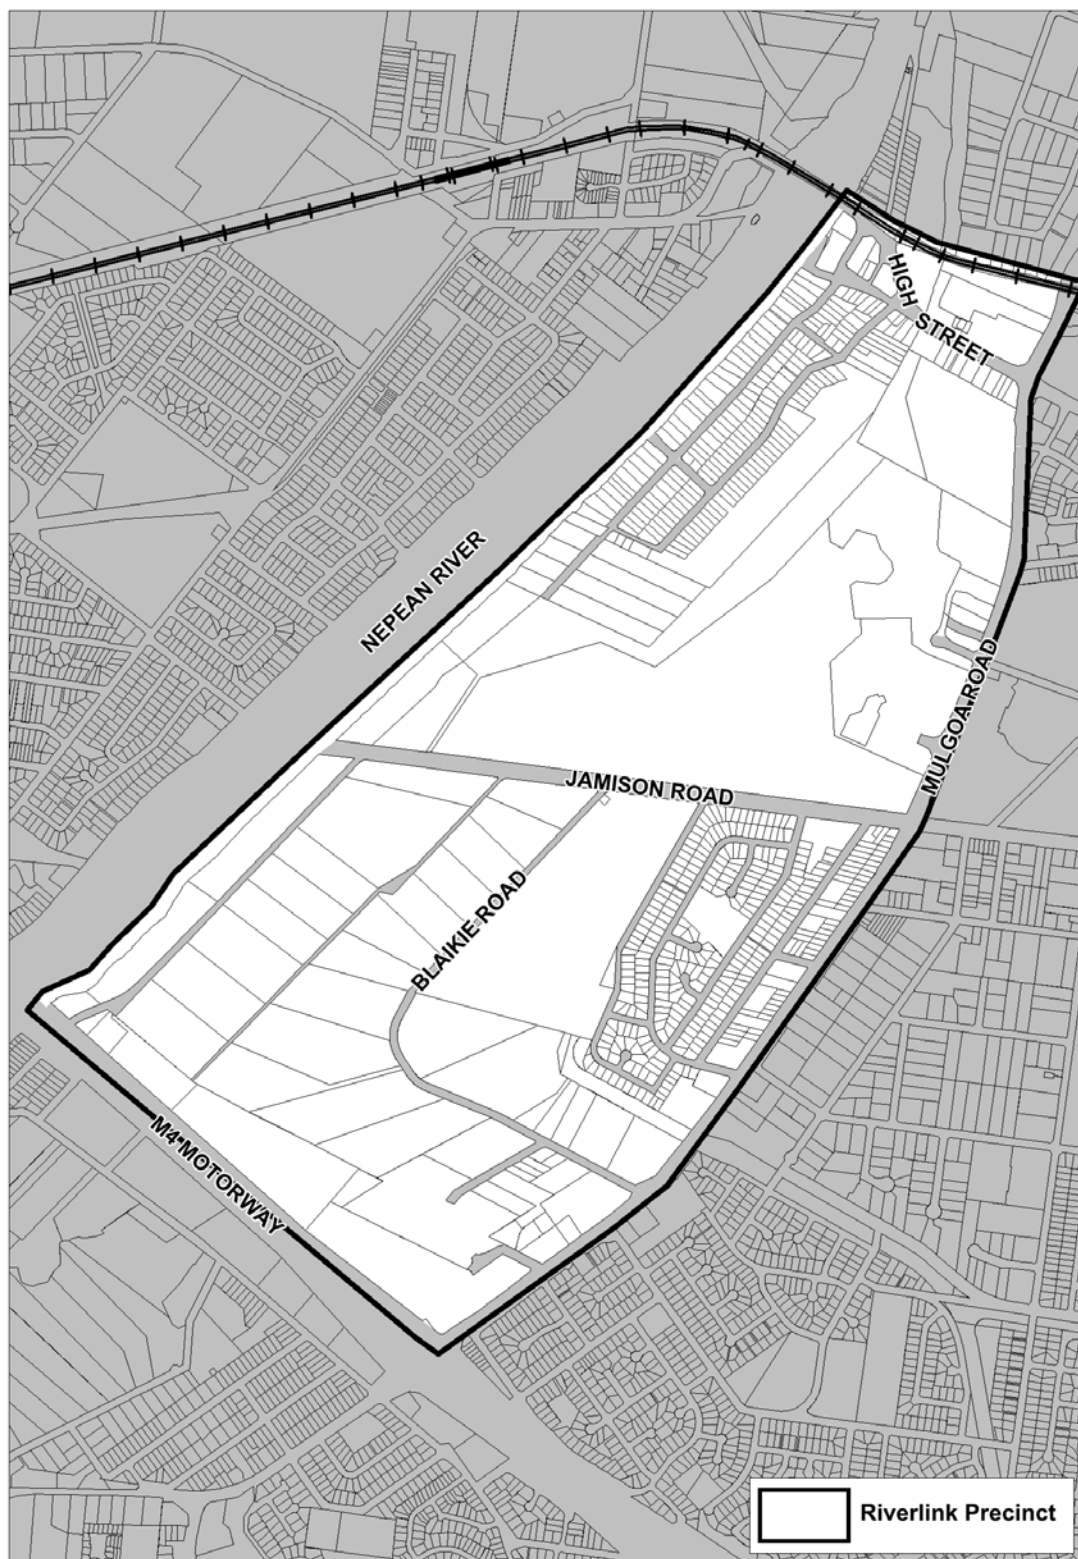 HIGH STREET
NEPEAN RIVER
MULGOA ROAD
JAMISON ROAD
BLAIKIE ROAD
M4 MOTORWAY
Riverlink Precinct